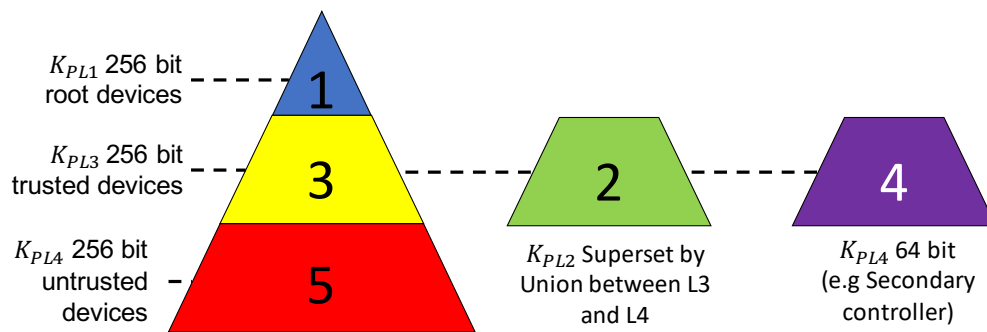 K_PL1 256 bit
root devices
1
K_PL3 256 bit
trusted devices
3
2
4
K_PL4 256 bit
untrusted
devices
5
K_PL2 Superset by
Union between L3
and L4
K_PL4 64 bit
(e.g Secondary
controller)